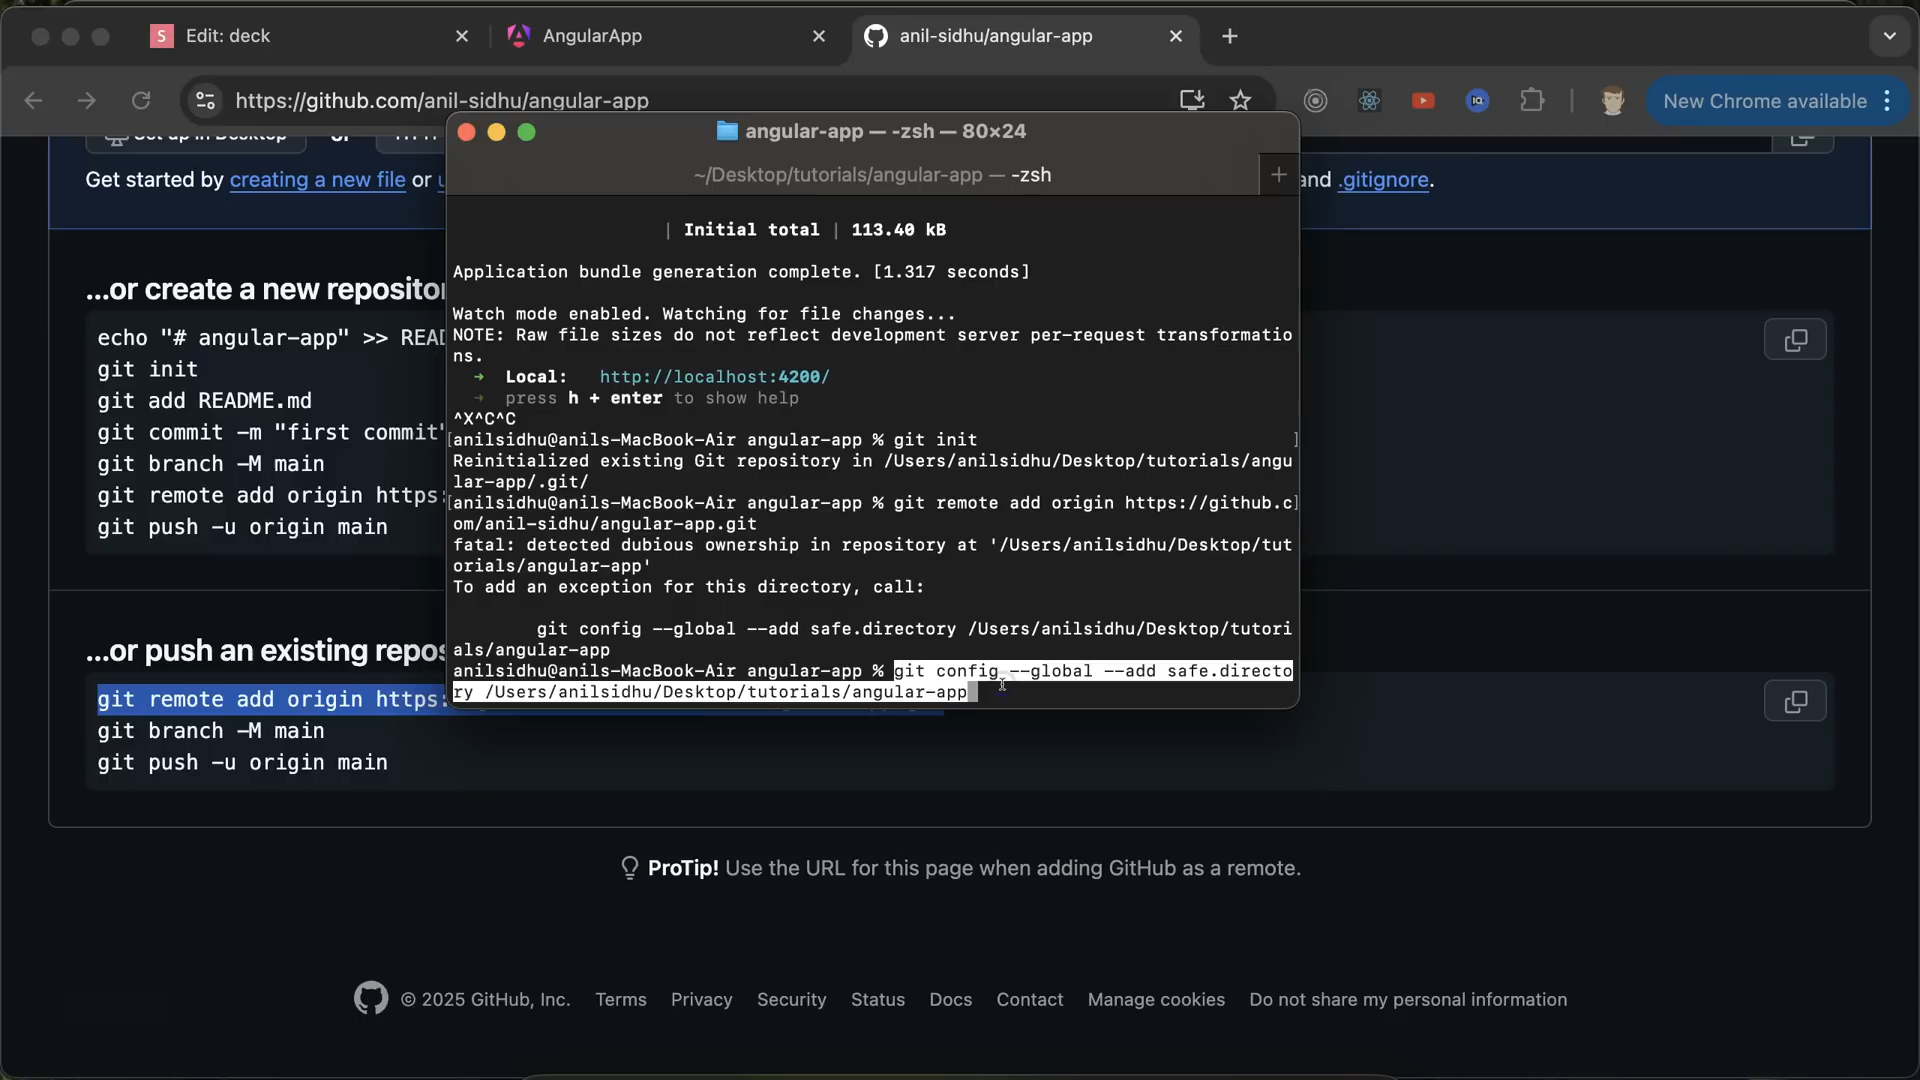 Edit: deck
AngularApp
anil-sidhu/angular-app
https://github.com/anil-sidhu/angular-app
New Chrome available
Set up in Desktop
Get started by creating a new file or
and .gitignore.
angular-app — -zsh — 80×24
~/Desktop/tutorials/angular-app — -zsh
| Initial total | 113.40 kB
Application bundle generation complete. [1.317 seconds]
Watch mode enabled. Watching for file changes...
NOTE: Raw file sizes do not reflect development server per-request transformatio
ns.
➜ Local: http://localhost:4200/
➜ press h + enter to show help
^X^C^C
[anilsidhu@anils-MacBook-Air angular-app % git init ]
Reinitialized existing Git repository in /Users/anilsidhu/Desktop/tutorials/angu
lar-app/.git/
[anilsidhu@anils-MacBook-Air angular-app % git remote add origin https://github.c]
om/anil-sidhu/angular-app.git
fatal: detected dubious ownership in repository at '/Users/anilsidhu/Desktop/tut
orials/angular-app'
To add an exception for this directory, call:
git config --global --add safe.directory /Users/anilsidhu/Desktop/tutori
als/angular-app
anilsidhu@anils-MacBook-Air angular-app % git config --global --add safe.directo
ry /Users/anilsidhu/Desktop/tutorials/angular-app
...or create a new reposito
echo "# angular-app" >> READ
git init
git add README.md
git commit -m "first commit"
git branch -M main
git remote add origin https:
git push -u origin main
...or push an existing repos
git remote add origin https:
git branch -M main
git push -u origin main
ProTip! Use the URL for this page when adding GitHub as a remote.
© 2025 GitHub, Inc. Terms Privacy Security Status Docs Contact Manage cookies Do not share my personal information